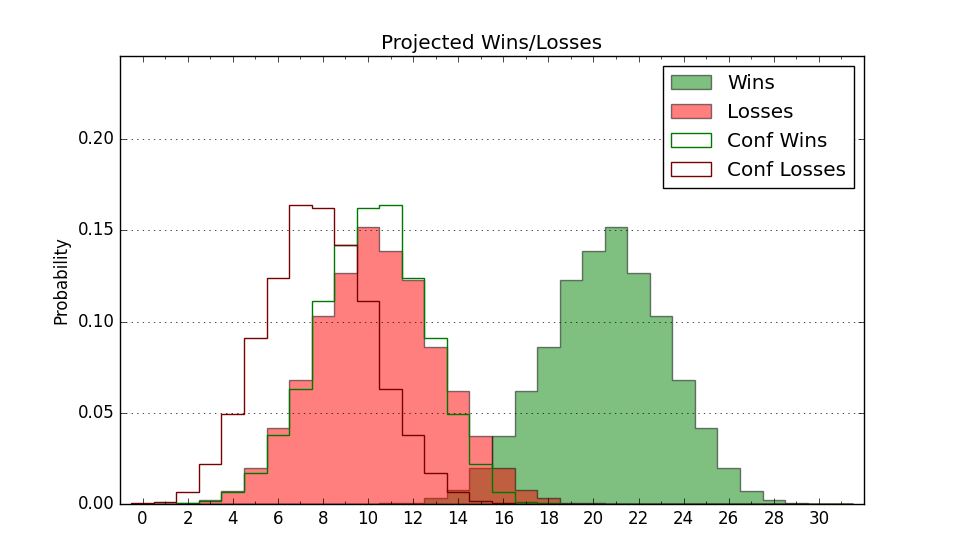 Projected Wins/Losses
Wins
Losses
Conf Wins
Conf Losses
Probability
0.20
0.15
0.10
0.05
0.00
0 2 4 6 8 10 12 14 16 18 20 22 24 26 28 30